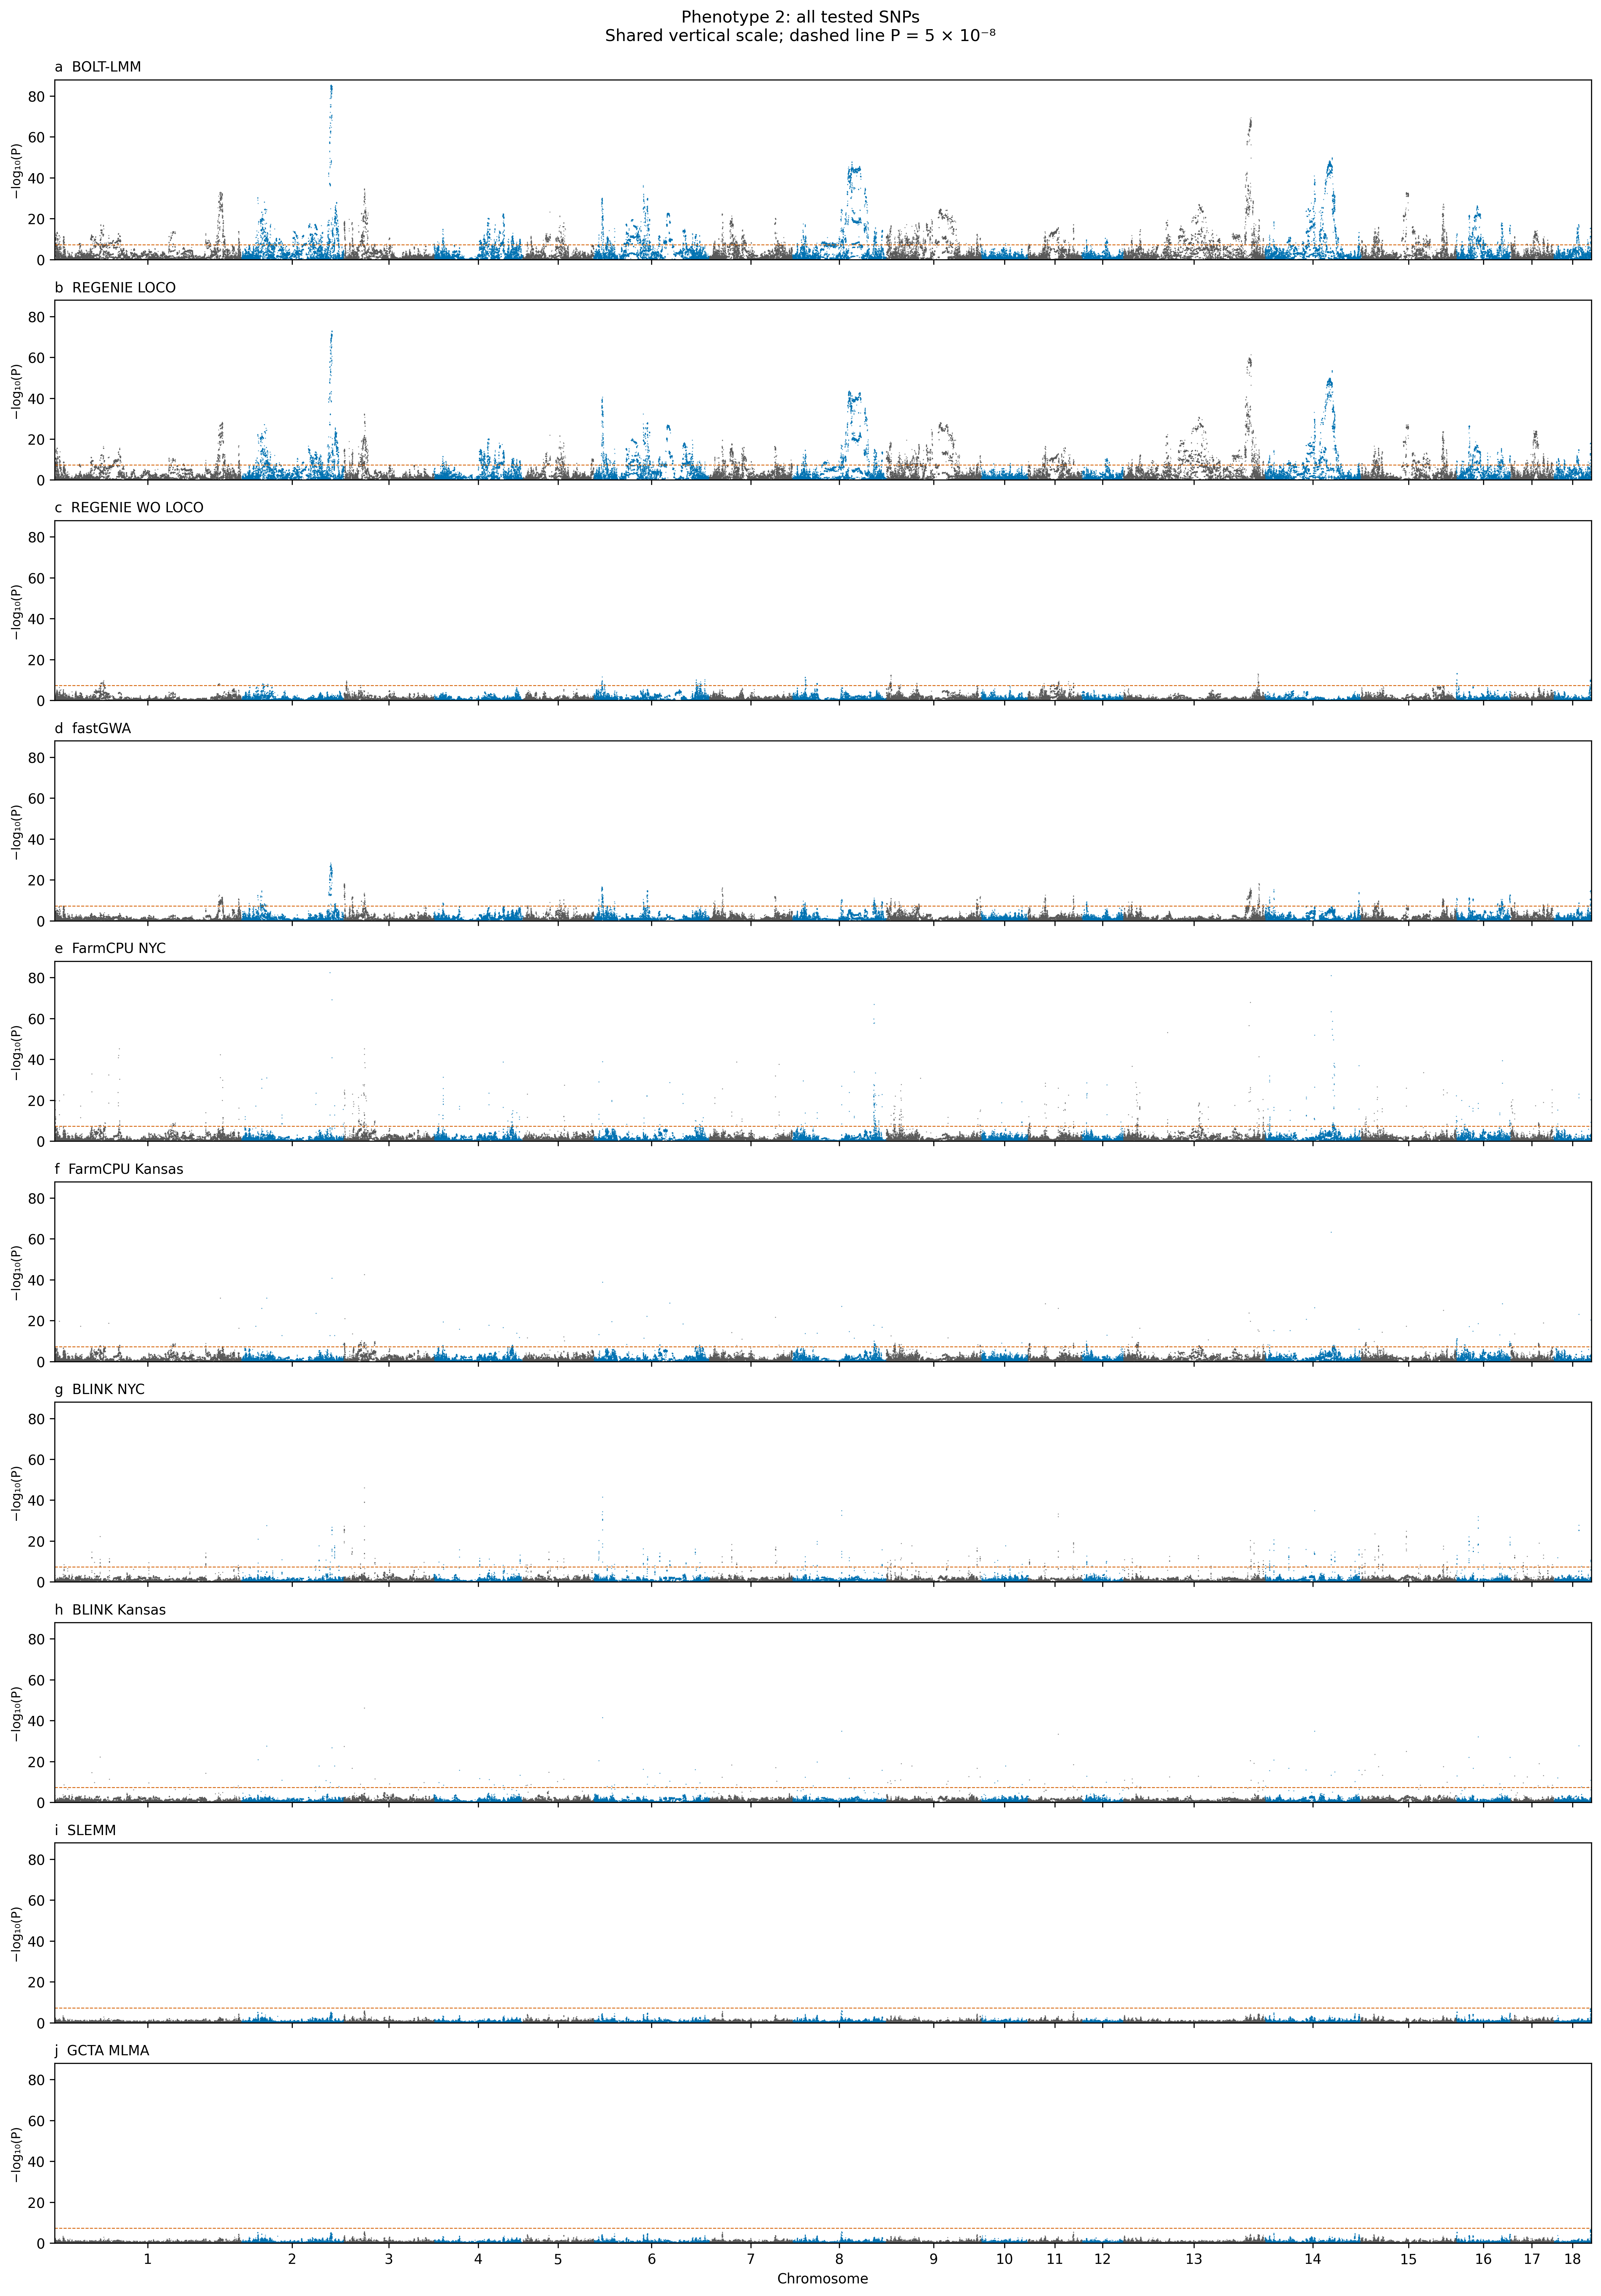 Phenotype 2: all tested SNPs
Shared vertical scale; dashed line P = 5 × 10⁻⁸
a BOLT-LMM
−log₁₀(P)
80
60
40
20
0
b REGENIE LOCO
−log₁₀(P)
80
60
40
20
0
c REGENIE WO LOCO
−log₁₀(P)
80
60
40
20
0
d fastGWA
−log₁₀(P)
80
60
40
20
0
e FarmCPU NYC
−log₁₀(P)
80
60
40
20
0
f FarmCPU Kansas
−log₁₀(P)
80
60
40
20
0
g BLINK NYC
−log₁₀(P)
80
60
40
20
0
h BLINK Kansas
−log₁₀(P)
80
60
40
20
0
i SLEMM
−log₁₀(P)
80
60
40
20
0
j GCTA MLMA
−log₁₀(P)
80
60
40
20
0
1 2 3 4 5 6 7 8 9 10 11 12 13 14 15 16 17 18
Chromosome